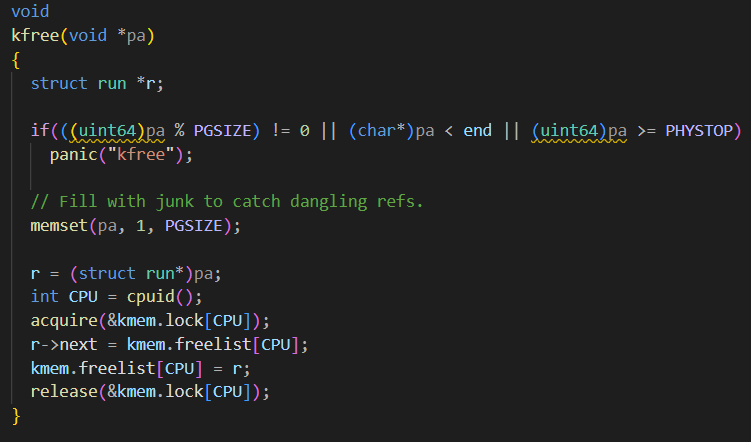 void
kfree(void *pa)
{
  struct run *r;

  if(((uint64)pa % PGSIZE) != 0 || (char*)pa < end || (uint64)pa >= PHYSTOP)
    panic("kfree");

  // Fill with junk to catch dangling refs.
  memset(pa, 1, PGSIZE);

  r = (struct run*)pa;
  int CPU = cpuid();
  acquire(&kmem.lock[CPU]);
  r->next = kmem.freelist[CPU];
  kmem.freelist[CPU] = r;
  release(&kmem.lock[CPU]);
}